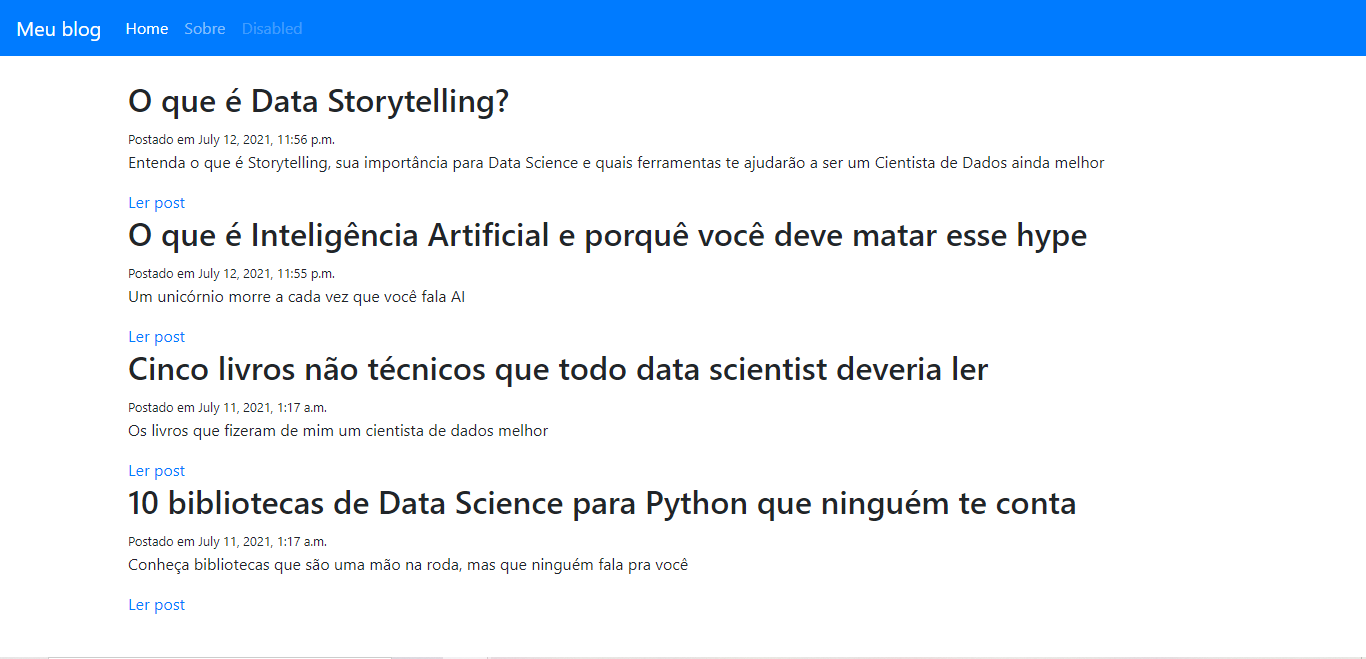 Meu blog Home Sobre Disabled
O que é Data Storytelling?
Postado em July 12, 2021, 11:56 p.m.
Entenda o que é Storytelling, sua importância para Data Science e quais ferramentas te ajudarão a ser um Cientista de Dados ainda melhor
Ler post
O que é Inteligência Artificial e porquê você deve matar esse hype
Postado em July 12, 2021, 11:55 p.m.
Um unicórnio morre a cada vez que você fala AI
Ler post
Cinco livros não técnicos que todo data scientist deveria ler
Postado em July 11, 2021, 1:17 a.m.
Os livros que fizeram de mim um cientista de dados melhor
Ler post
10 bibliotecas de Data Science para Python que ninguém te conta
Postado em July 11, 2021, 1:17 a.m.
Conheça bibliotecas que são uma mão na roda, mas que ninguém fala pra você
Ler post